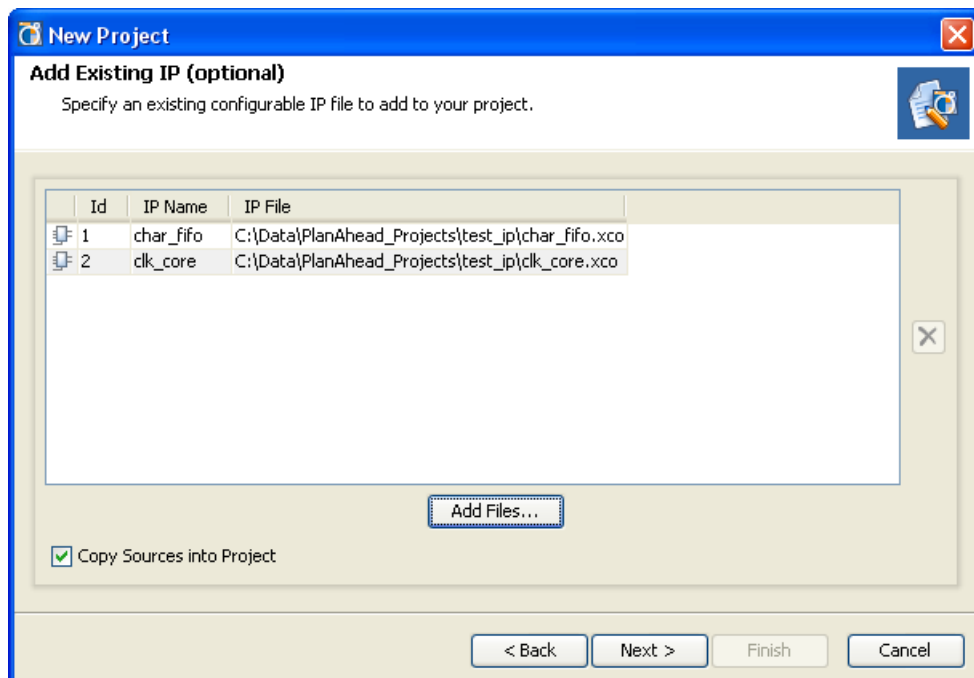 New Project
Add Existing IP (optional)
Specify an existing configurable IP file to add to your project.
Id IP Name IP File
1 char_fifo C:\Data\PlanAhead_Projects\test_ip\char_fifo.xco
2 clk_core C:\Data\PlanAhead_Projects\test_ip\clk_core.xco
Add Files...
Copy Sources into Project
< Back Next > Finish Cancel